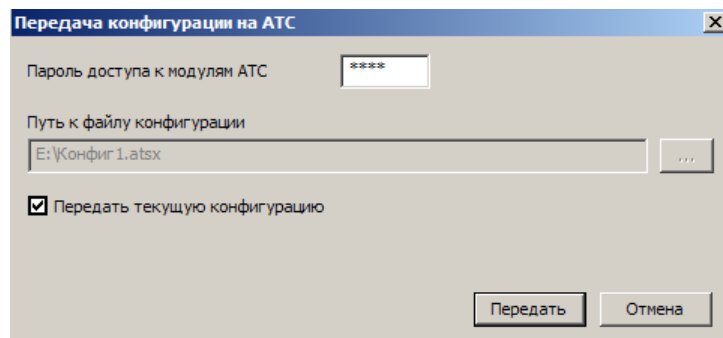 Передача конфигурации на АТС
Пароль доступа к модулям АТС ****
Путь к файлу конфигурации
E:\Конфиг1.atsx ...
Передать текущую конфигурацию
Передать Отмена